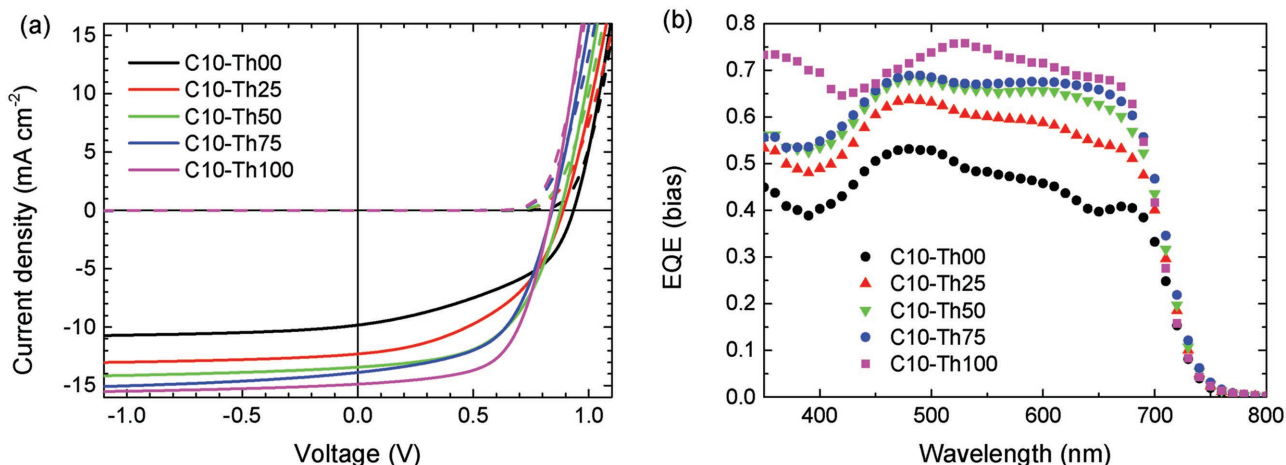 (a)
15
10
5
0
-5
-10
-15
Current density (mA cm⁻²)
C10-Th00
C10-Th25
C10-Th50
C10-Th75
C10-Th100
-1.0 -0.5 0.0 0.5 1.0
Voltage (V)
(b)
0.8
0.7
0.6
0.5
0.4
0.3
0.2
0.1
0.0
EQE (bias)
C10-Th00
C10-Th25
C10-Th50
C10-Th75
C10-Th100
400 500 600 700 800
Wavelength (nm)